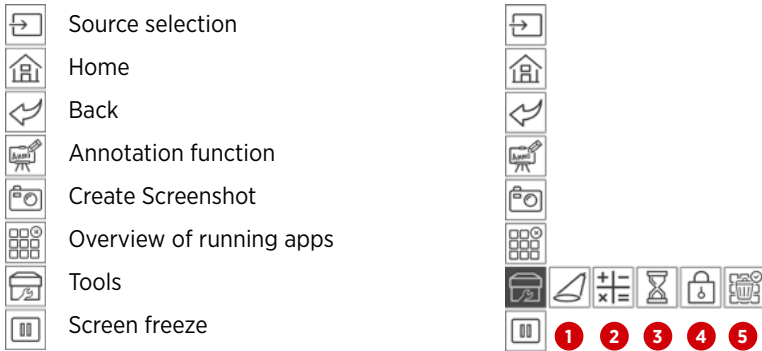 Source selection
Home
Back
Annotation function
Anno
Create Screenshot
Overview of running apps
Tools
Screen freeze
1 2 3 4 5